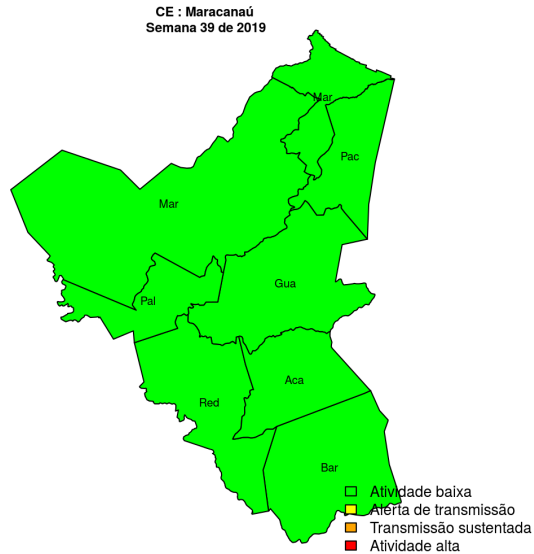 CE : Maracanaú
Semana 39 de 2019
Mar
Pac
Mar
Gua
Pal
Aca
Red
Bar
Atividade baixa
Alerta de transmissão
Transmissão sustentada
Atividade alta